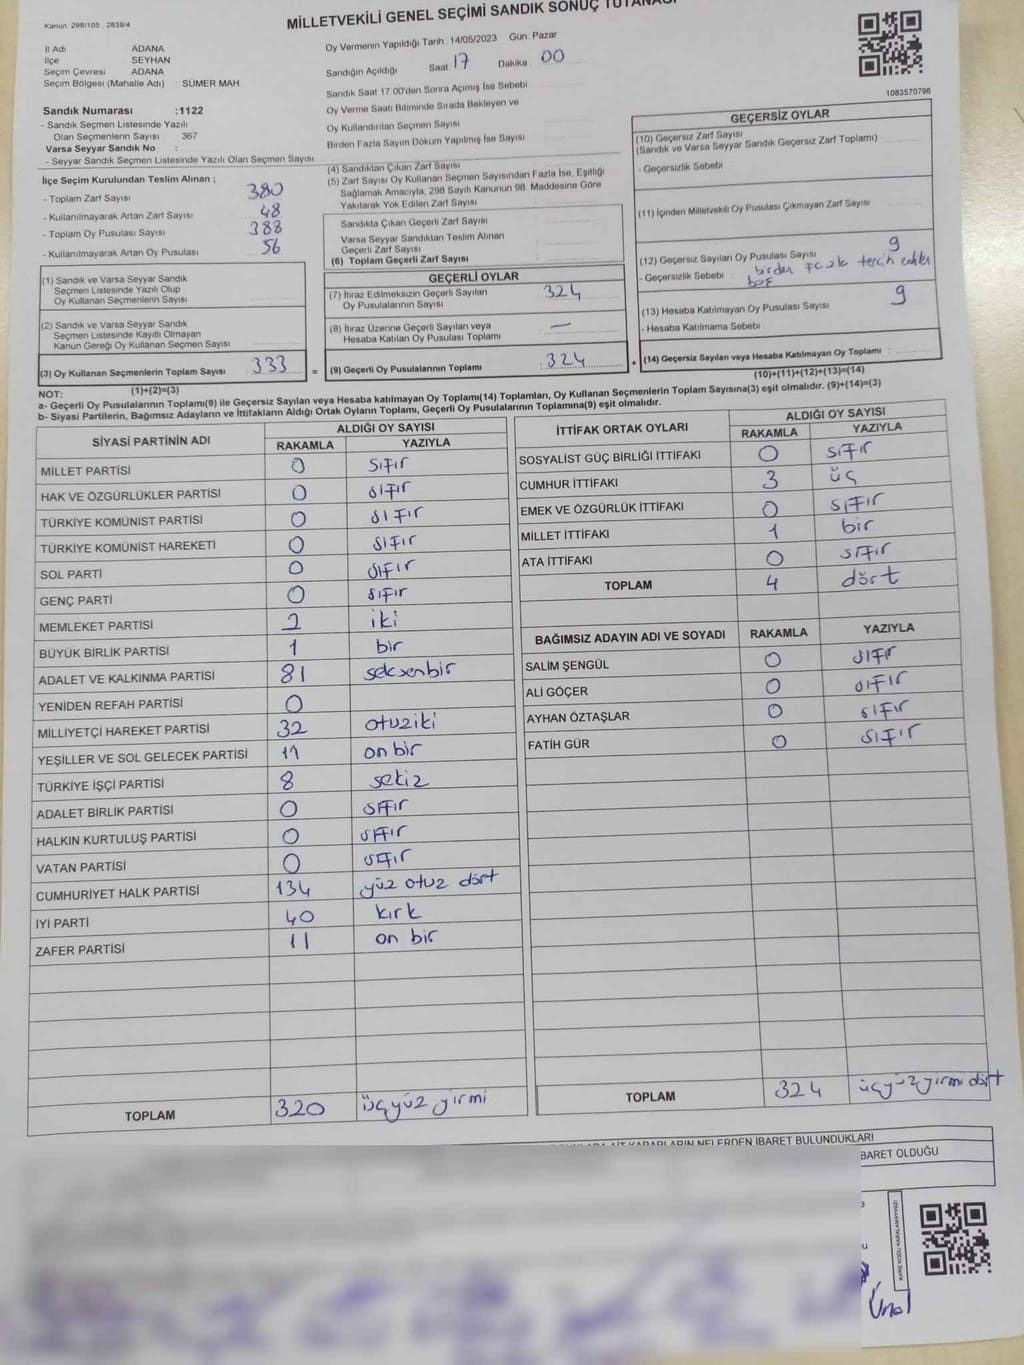 Kanun: 298/105 2839/4
MİLLETVEKİLİ GENEL SEÇİMİ SANDIK SONUÇ TUTANAĞI
İl Adı ADANA
İlçe SEYHAN
Seçim Çevresi ADANA
Seçim Bölgesi (Mahalle Adı) : SÜMER MAH
Sandık Numarası :1122
- Sandık Seçmen Listesinde Yazılı
Olan Seçmenlerin Sayısı 367
Varsa Seyyar Sandık No :
- Seyyar Sandık Seçmen Listesinde Yazılı Olan Seçmen Sayısı
Oy Vermenin Yapıldığı Tarih : 14/05/2023 Gün: Pazar
Sandığın Açıldığı Saat 17 Dakika 00
Sandık Saat 17.00'den Sonra Açımış İse Sebebi
Oy Verme Saati Bitiminde Sırada Bekleyen ve
Oy Kullandırılan Seçmen Sayısı
Birden Fazla Sayım Döküm Yapılmış İse Sayısı
1083570796
İlçe Seçim Kurulundan Teslim Alınan ;
- Toplam Zarf Sayısı 380
- Kullanılmayarak Artan Zarf Sayısı 48
- Toplam Oy Pusulası Sayısı 388
- Kullanılmayarak Artan Oy Pusulası 56
(1) Sandık ve Varsa Seyyar Sandık
Seçmen Listesinde Yazılı Olup
Oy Kullanan Seçmenlerin Sayısı
(2) Sandık ve Varsa Seyyar Sandık
Seçmen Listesinde Kayıtlı Olmayan
Kanun Gereği Oy Kullanan Seçmen Sayısı
(3) Oy Kullanan Seçmenlerin Toplam Sayısı : 333
(1)+(2)=(3)
(4) Sandıktan Çıkan Zarf Sayısı
(5) Zarf Sayısı Oy Kullanan Seçmen Sayısından Fazla İse, Eşitliği
Sağlamak Amacıyla, 298 Sayılı Kanunun 98. Maddesine Göre
Yakılarak Yok Edilen Zarf Sayısı
Sandıkta Çıkan Geçerli Zarf Sayısı
Varsa Seyyar Sandıktan Teslim Alınan
Geçerli Zarf Sayısı
(6) Toplam Geçerli Zarf Sayısı
GEÇERLİ OYLAR
(7) İtiraz Edilmeksizin Geçerli Sayılan
Oy Pusulalarının Sayısı 324
(8) İtiraz Üzerine Geçerli Sayılan veya
Hesaba Katılan Oy Pusulası Toplamı —
= (9) Geçerli Oy Pusulalarının Toplamı : 324
GEÇERSİZ OYLAR
(10) Geçersiz Zarf Sayısı
(Sandık ve Varsa Seyyar Sandık Geçersiz Zarf Toplamı)
- Geçersizlik Sebebi
(11) İçinden Milletvekili Oy Pusulası Çıkmayan Zarf Sayısı
(12) Geçersiz Sayılan Oy Pusulası Sayısı 9
- Geçersizlik Sebebi : birden fazla tercih
(13) Hesaba Katılmayan Oy Pusulası Sayısı 9
- Hesaba Katılmama Sebebi :
+ (14) Geçersiz Sayılan veya Hesaba Katılmayan Oy Toplamı :
(10)+(11)+(12)+(13)=(14)
NOT:
a- Geçerli Oy Pusulalarının Toplamı(9) ile Geçersiz Sayılan veya Hesaba katılmayan Oy Toplamı(14) Toplamları, Oy Kullanan Seçmenlerin Toplam Sayısına(3) eşit olmalıdır. (9)+(14)=(3)
b- Siyasi Partilerin, Bağımsız Adayların ve İttifakların Aldığı Ortak Oyların Toplamı, Geçerli Oy Pusulalarının Toplamına(9) eşit olmalıdır.
SİYASİ PARTİNİN ADI ALDIĞI OY SAYISI
RAKAMLA YAZIYLA
MİLLET PARTİSİ 0 sıfır
HAK VE ÖZGÜRLÜKLER PARTİSİ 0 sıfır
TÜRKİYE KOMÜNİST PARTİSİ 0 sıfır
TÜRKİYE KOMÜNİST HAREKETİ 0 sıfır
SOL PARTİ 0 sıfır
GENÇ PARTİ 0 sıfır
MEMLEKET PARTİSİ 2 iki
BÜYÜK BİRLİK PARTİSİ 1 bir
ADALET VE KALKINMA PARTİSİ 81 seksenbir
YENİDEN REFAH PARTİSİ 0
MİLLİYETÇİ HAREKET PARTİSİ 32 otuziki
YEŞİLLER VE SOL GELECEK PARTİSİ 11 on bir
TÜRKİYE İŞÇİ PARTİSİ 8 sekiz
ADALET BİRLİK PARTİSİ 0 sıfır
HALKIN KURTULUŞ PARTİSİ 0 sıfır
VATAN PARTİSİ 0 sıfır
CUMHURİYET HALK PARTİSİ 134 yüz otuz dört
İYİ PARTİ 40 kırk
ZAFER PARTİSİ 11 on bir
TOPLAM 320 üçyüz yirmi
İTTİFAK ORTAK OYLARI ALDIĞI OY SAYISI
RAKAMLA YAZIYLA
SOSYALİST GÜÇ BİRLİĞİ İTTİFAKI 0 sıfır
CUMHUR İTTİFAKI 3 üç
EMEK VE ÖZGÜRLÜK İTTİFAKI 0 sıfır
MİLLET İTTİFAKI 1 bir
ATA İTTİFAKI 0 sıfır
TOPLAM 4 dört
BAĞIMSIZ ADAYIN ADI VE SOYADI RAKAMLA YAZIYLA
SALİM ŞENGÜL 0 sıfır
ALİ GÖÇER 0 sıfır
AYHAN ÖZTAŞLAR 0 sıfır
FATİH GÜR 0 sıfır
TOPLAM 324 üçyüzyirmi dört
AİT KARARLARIN NELERDEN İBARET BULUNDUKLARI
BARET OLDUĞU
KARE KODU KARALAMAYINIZ!
Ünal